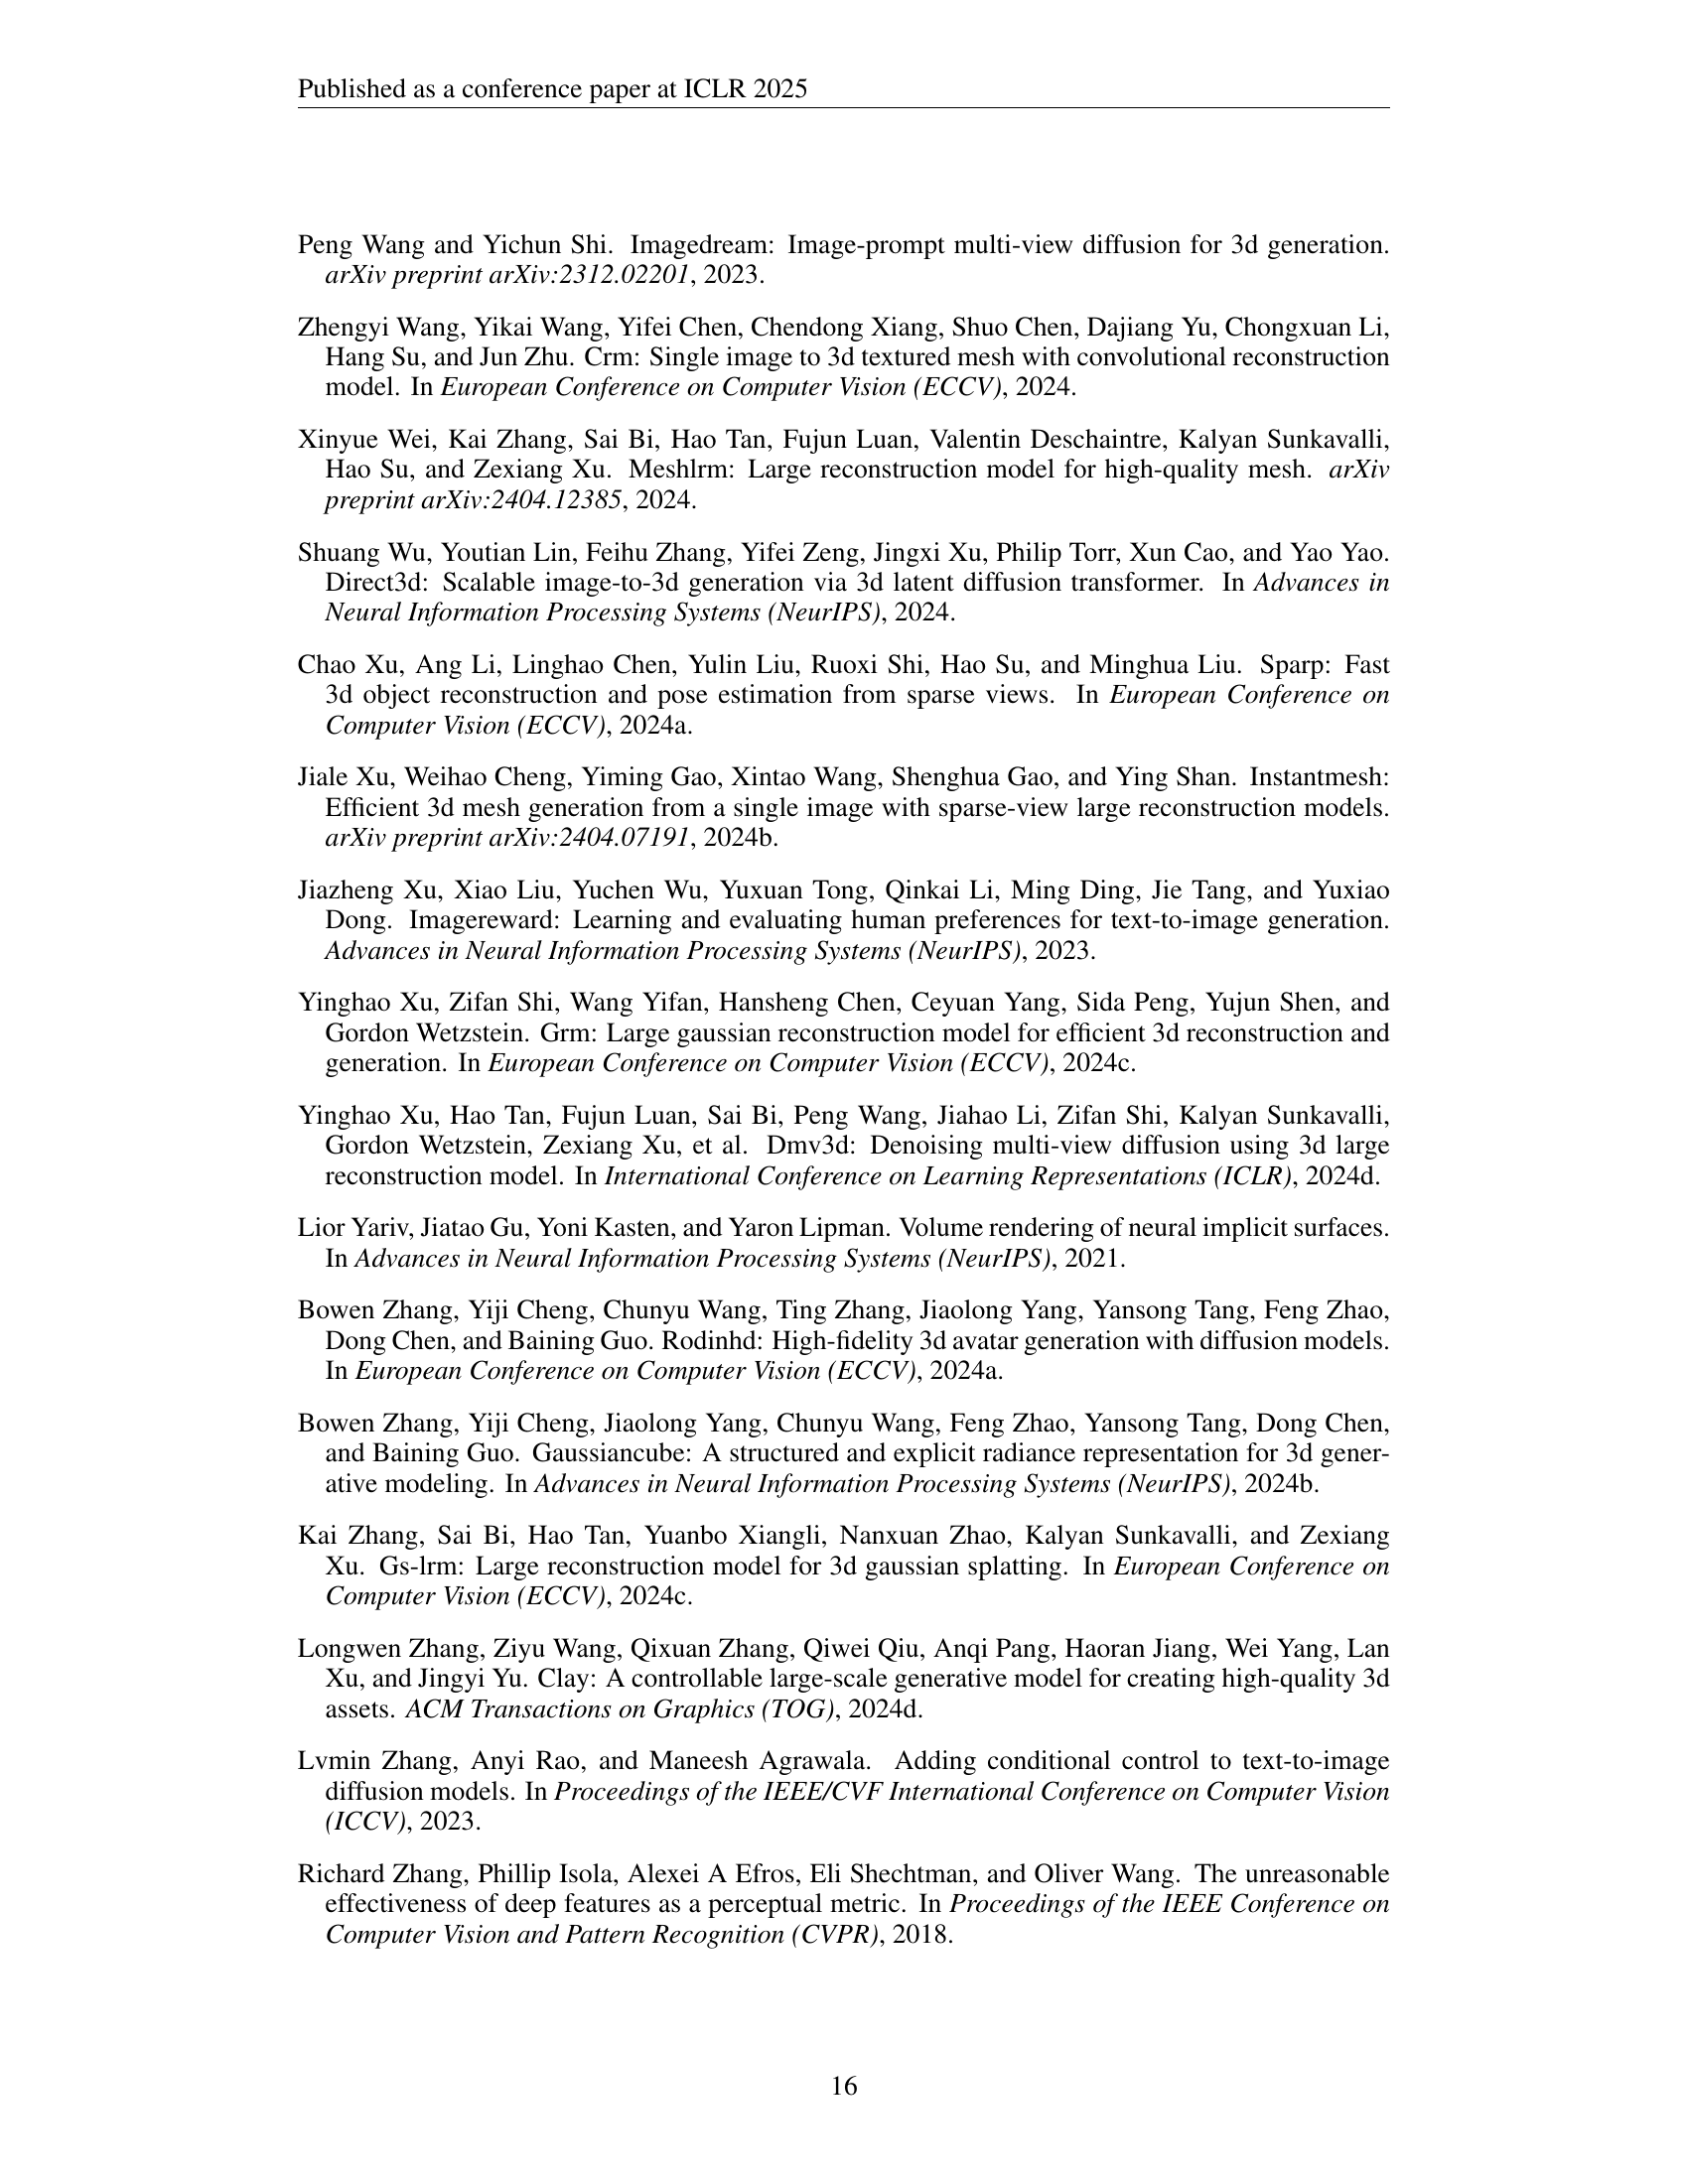 Published as a conference paper at ICLR 2025
Peng Wang and Yichun Shi. Imagedream: Image-prompt multi-view diffusion for 3d generation.
arXiv preprint arXiv:2312.02201, 2023.
Zhengyi Wang, Yikai Wang, Yifei Chen, Chendong Xiang, Shuo Chen, Dajiang Yu, Chongxuan Li,
Hang Su, and Jun Zhu. Crm: Single image to 3d textured mesh with convolutional reconstruction
model. In European Conference on Computer Vision (ECCV), 2024.
Xinyue Wei, Kai Zhang, Sai Bi, Hao Tan, Fujun Luan, Valentin Deschaintre, Kalyan Sunkavalli,
Hao Su, and Zexiang Xu. Meshlrm: Large reconstruction model for high-quality mesh. arXiv
preprint arXiv:2404.12385, 2024.
Shuang Wu, Youtian Lin, Feihu Zhang, Yifei Zeng, Jingxi Xu, Philip Torr, Xun Cao, and Yao Yao.
Direct3d: Scalable image-to-3d generation via 3d latent diffusion transformer. In Advances in
Neural Information Processing Systems (NeurIPS), 2024.
Chao Xu, Ang Li, Linghao Chen, Yulin Liu, Ruoxi Shi, Hao Su, and Minghua Liu. Sparp: Fast
3d object reconstruction and pose estimation from sparse views. In European Conference on
Computer Vision (ECCV), 2024a.
Jiale Xu, Weihao Cheng, Yiming Gao, Xintao Wang, Shenghua Gao, and Ying Shan. Instantmesh:
Efficient 3d mesh generation from a single image with sparse-view large reconstruction models.
arXiv preprint arXiv:2404.07191, 2024b.
Jiazheng Xu, Xiao Liu, Yuchen Wu, Yuxuan Tong, Qinkai Li, Ming Ding, Jie Tang, and Yuxiao
Dong. Imagereward: Learning and evaluating human preferences for text-to-image generation.
Advances in Neural Information Processing Systems (NeurIPS), 2023.
Yinghao Xu, Zifan Shi, Wang Yifan, Hansheng Chen, Ceyuan Yang, Sida Peng, Yujun Shen, and
Gordon Wetzstein. Grm: Large gaussian reconstruction model for efficient 3d reconstruction and
generation. In European Conference on Computer Vision (ECCV), 2024c.
Yinghao Xu, Hao Tan, Fujun Luan, Sai Bi, Peng Wang, Jiahao Li, Zifan Shi, Kalyan Sunkavalli,
Gordon Wetzstein, Zexiang Xu, et al. Dmv3d: Denoising multi-view diffusion using 3d large
reconstruction model. In International Conference on Learning Representations (ICLR), 2024d.
Lior Yariv, Jiatao Gu, Yoni Kasten, and Yaron Lipman. Volume rendering of neural implicit surfaces.
In Advances in Neural Information Processing Systems (NeurIPS), 2021.
Bowen Zhang, Yiji Cheng, Chunyu Wang, Ting Zhang, Jiaolong Yang, Yansong Tang, Feng Zhao,
Dong Chen, and Baining Guo. Rodinhd: High-fidelity 3d avatar generation with diffusion models.
In European Conference on Computer Vision (ECCV), 2024a.
Bowen Zhang, Yiji Cheng, Jiaolong Yang, Chunyu Wang, Feng Zhao, Yansong Tang, Dong Chen,
and Baining Guo. Gaussiancube: A structured and explicit radiance representation for 3d gener-
ative modeling. In Advances in Neural Information Processing Systems (NeurIPS), 2024b.
Kai Zhang, Sai Bi, Hao Tan, Yuanbo Xiangli, Nanxuan Zhao, Kalyan Sunkavalli, and Zexiang
Xu. Gs-lrm: Large reconstruction model for 3d gaussian splatting. In European Conference on
Computer Vision (ECCV), 2024c.
Longwen Zhang, Ziyu Wang, Qixuan Zhang, Qiwei Qiu, Anqi Pang, Haoran Jiang, Wei Yang, Lan
Xu, and Jingyi Yu. Clay: A controllable large-scale generative model for creating high-quality 3d
assets. ACM Transactions on Graphics (TOG), 2024d.
Lvmin Zhang, Anyi Rao, and Maneesh Agrawala. Adding conditional control to text-to-image
diffusion models. In Proceedings of the IEEE/CVF International Conference on Computer Vision
(ICCV), 2023.
Richard Zhang, Phillip Isola, Alexei A Efros, Eli Shechtman, and Oliver Wang. The unreasonable
effectiveness of deep features as a perceptual metric. In Proceedings of the IEEE Conference on
Computer Vision and Pattern Recognition (CVPR), 2018.
16